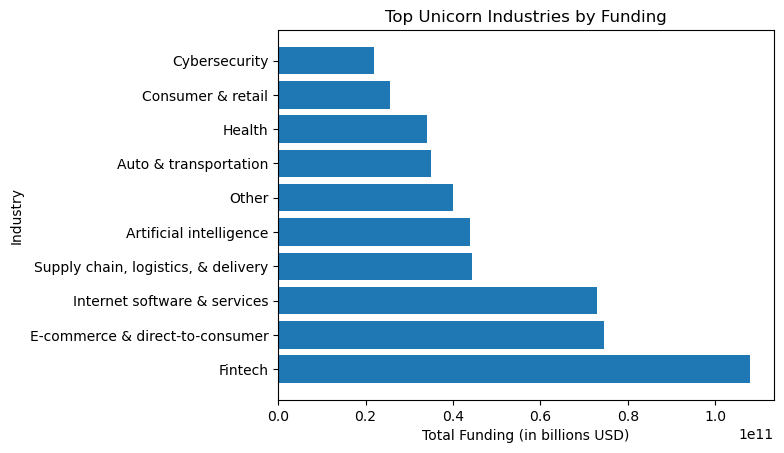 Top Unicorn Industries by Funding
Cybersecurity
Consumer & retail
Health
Auto & transportation
Other
Artificial intelligence
Supply chain, logistics, & delivery
Internet software & services
E-commerce & direct-to-consumer
Fintech
Industry
0.0 0.2 0.4 0.6 0.8 1.0
1e11
Total Funding (in billions USD)